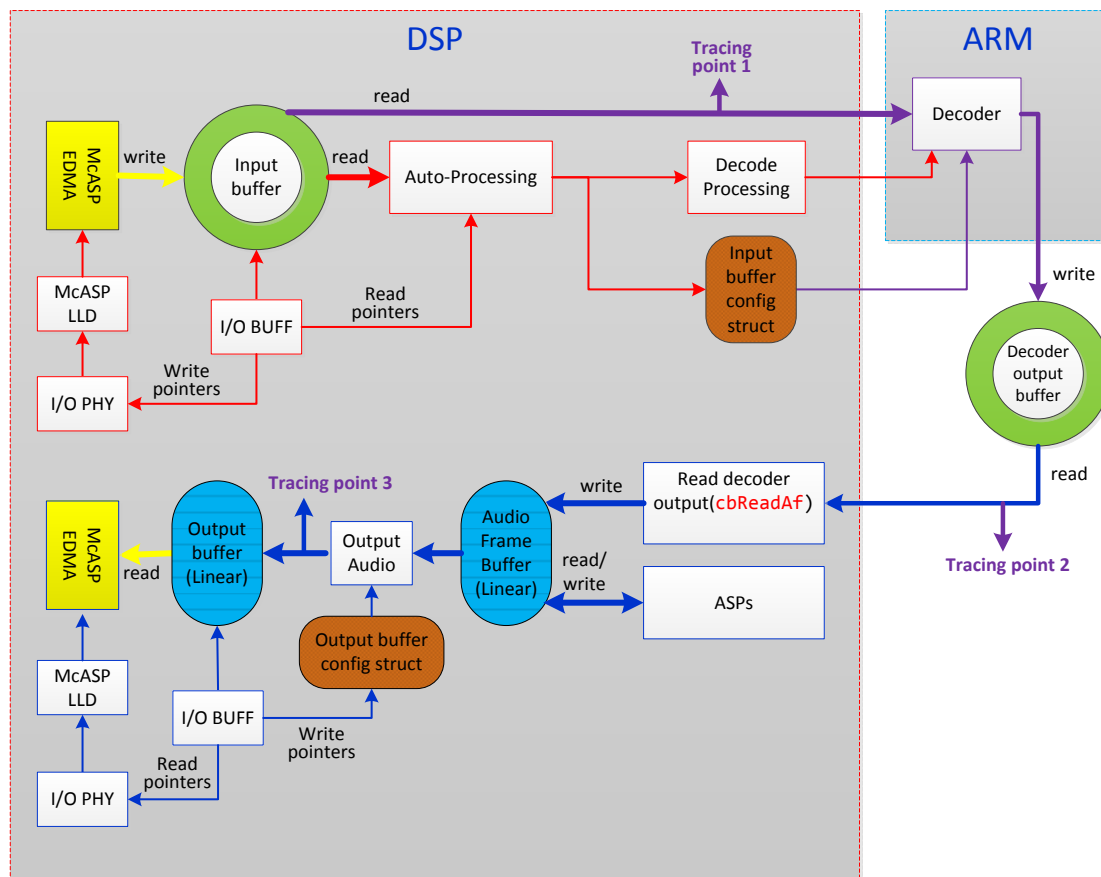 DSP
ARM
Tracing
point 1
read
Decoder
McASP
EDMA
write
Input
buffer
read
Auto-Processing
Decode
Processing
McASP
LLD
I/O BUFF
Read
pointers
Input
buffer
config
struct
write
Write
pointers
I/O PHY
Decoder
output
buffer
read
Tracing point 3
write
Read decoder
output(cbReadAf)
McASP
EDMA
read
Output
buffer
(Linear)
Output
Audio
Audio
Frame
Buffer
(Linear)
read/
write
ASPs
Tracing point 2
Output buffer
config struct
McASP
LLD
I/O BUFF
Write
pointers
Read
pointers
I/O PHY